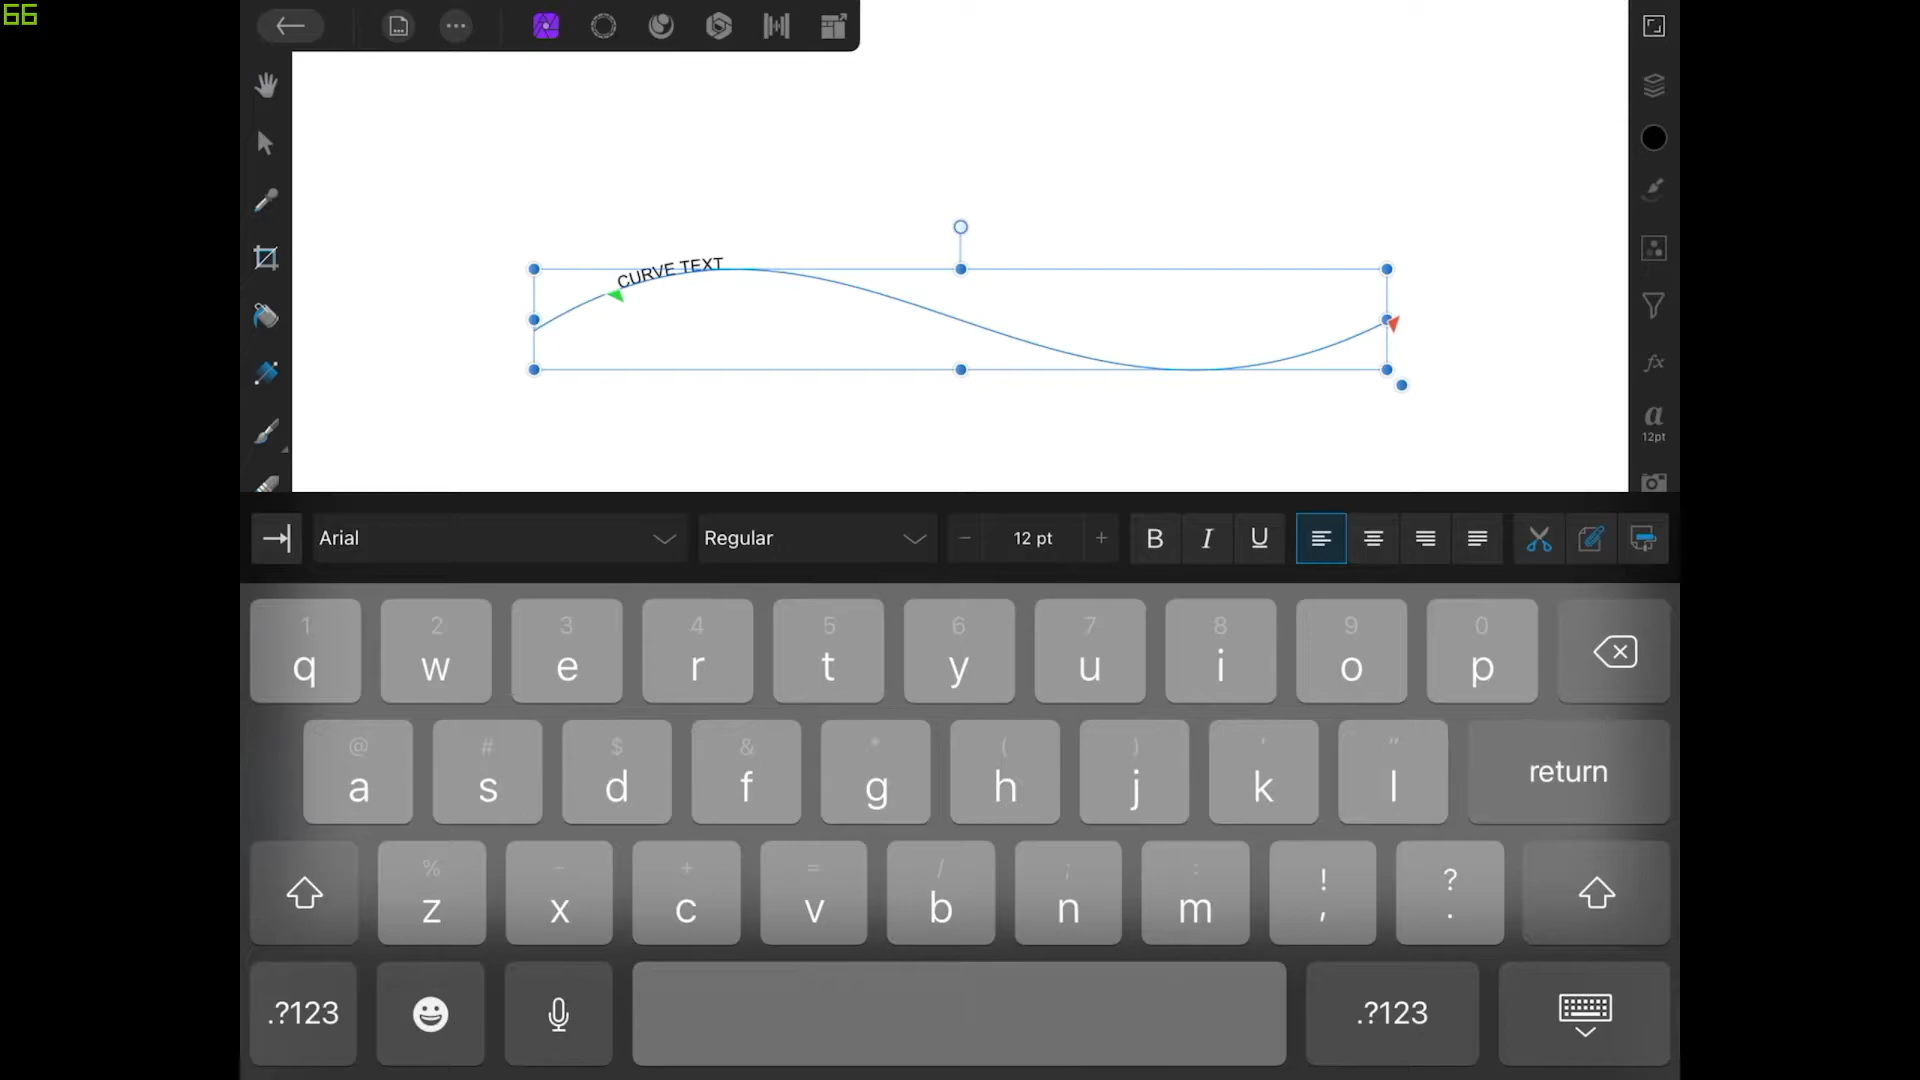 66
CURVE TEXT
fx
a
12pt
Arial
Regular
− 12 pt +
B I U
1 2 3 4 5 6 7 8 9 0
q w e r t y u i o p
@ # $ & * ( ) ' "
a s d f g h j k l return
% - + = / ; : ! ?
z x c v b n m , .
.?123 .?123